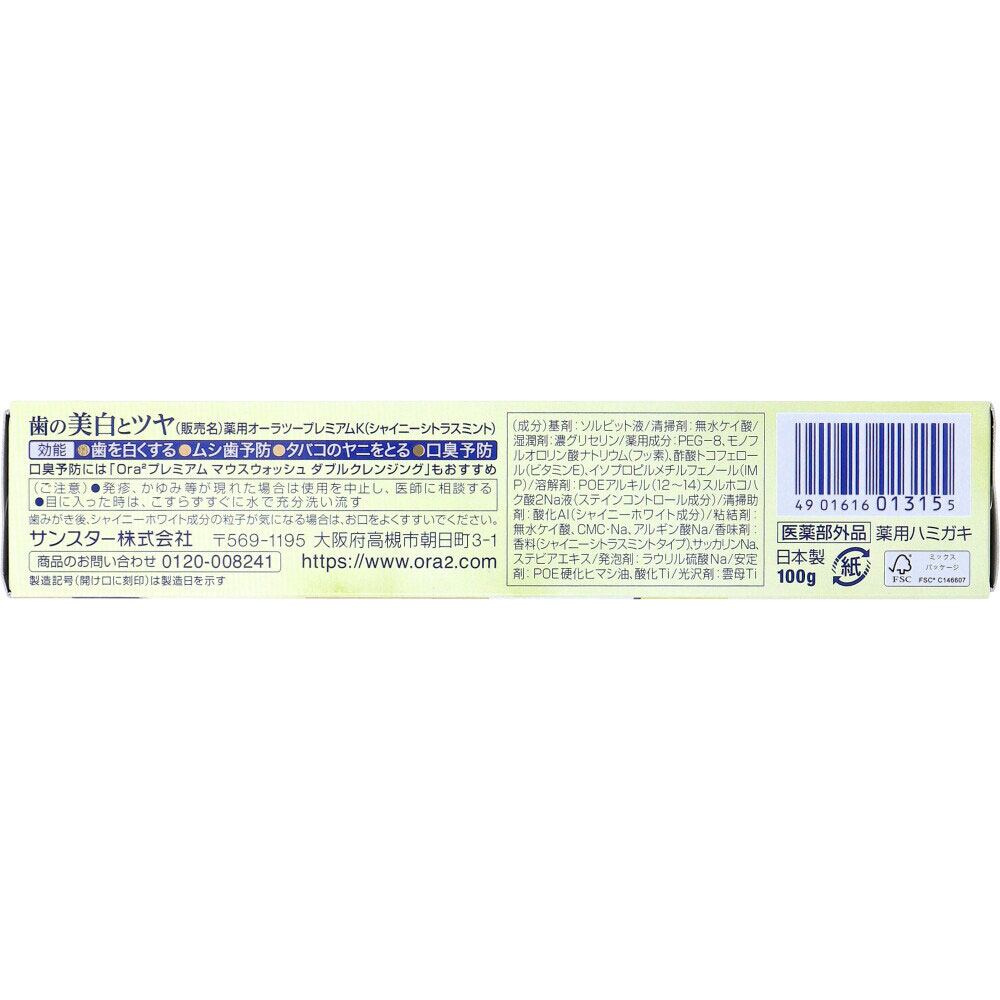 歯の美白とツヤ(販売名)薬用オーラツープレミアムK(シャイニーシトラスミント)
効能 ●歯を白くする●ムシ歯予防●タバコのヤニをとる●口臭予防
口臭予防には「Ora²プレミアム マウスウォッシュ ダブルクレンジング」もおすすめ
〈ご注意〉●発疹、かゆみ等が現れた場合は使用を中止し、医師に相談する
●目に入った時は、こすらずすぐに水で充分洗い流す
歯みがき後、シャイニーホワイト成分の粒子が気になる場合は、お口をよくすすいでください。
サンスター株式会社 〒569-1195 大阪府高槻市朝日町3-1
商品のお問い合わせ 0120-008241 https://www.ora2.com
製造記号(開ケ口に刻印)は製造日を示す
〈成分〉基剤:ソルビット液/清掃剤:無水ケイ酸/
湿潤剤:濃グリセリン/薬用成分:PEG-8、モノフ
ルオロリン酸ナトリウム(フッ素)、酢酸トコフェロー
ル(ビタミンE)、イソプロピルメチルフェノール(IM
P)/溶解剤:POEアルキル(12~14)スルホコハ
ク酸2Na液(ステインコントロール成分)/清掃助
剤:酸化Al(シャイニーホワイト成分)/粘結剤:
無水ケイ酸、CMC・Na、アルギン酸Na/香味剤:
香料(シャイニーシトラスミントタイプ)、サッカリンNa、
ステビアエキス/発泡剤:ラウリル硫酸Na/安定
剤:POE硬化ヒマシ油、酸化Ti/光沢剤:雲母Ti
4901616 013155
医薬部外品 薬用ハミガキ
日本製
100g
紙
FSC
ミックス
パッケージ
FSC® C146607